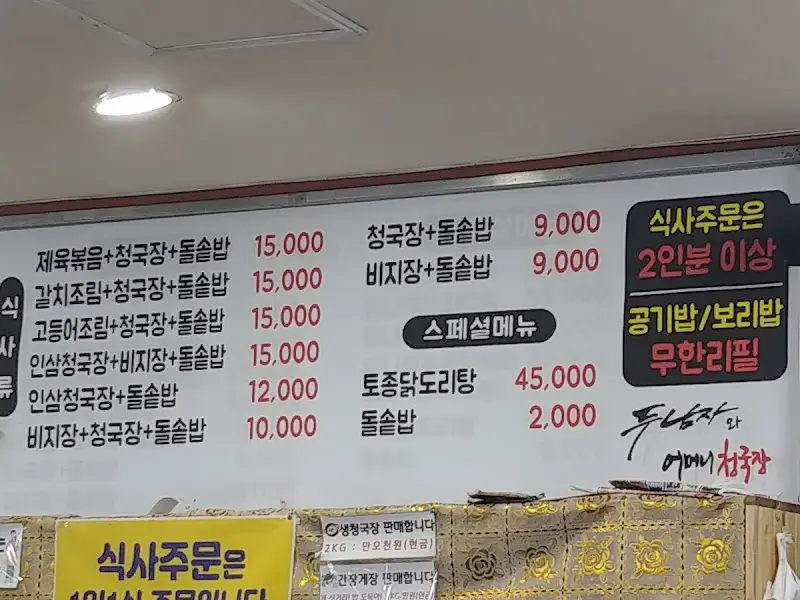 식사류
제육볶음+청국장+돌솥밥 15,000
갈치조림+청국장+돌솥밥 15,000
고등어조림+청국장+돌솥밥 15,000
인삼청국장+비지장+돌솥밥 15,000
인삼청국장+돌솥밥 12,000
비지장+청국장+돌솥밥 10,000
청국장+돌솥밥 9,000
비지장+돌솥밥 9,000
스페셜메뉴
토종닭도리탕 45,000
돌솥밥 2,000
식사주문은
2인분 이상
공기밥/보리밥
무한리필
두남자와
어머니 청국장
식사주문은
생청국장 판매합니다
2KG : 만오천원(현금)
간장게장 판매합니다